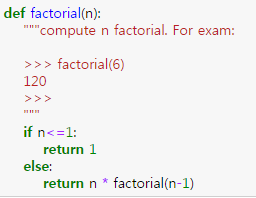 def factorial(n):
    """compute n factorial. For exam:

    >>> factorial(6)
    120
    >>>
    """
    if n<=1:
        return 1
    else:
        return n * factorial(n-1)